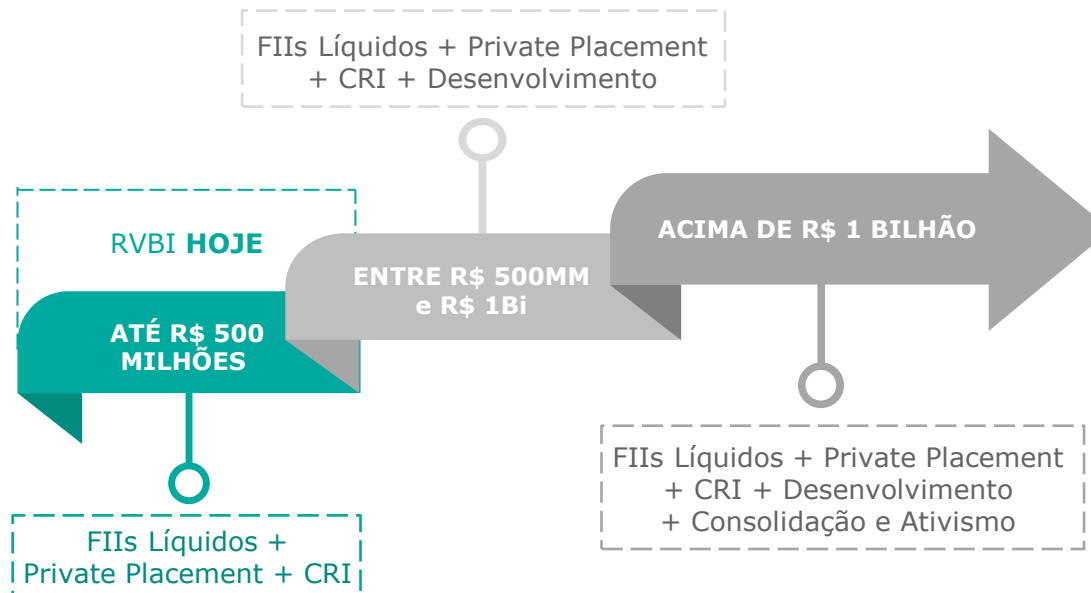 FIIs Líquidos + Private Placement
+ CRI + Desenvolvimento
RVBI HOJE
ATÉ R$ 500
MILHÕES
ENTRE R$ 500MM
e R$ 1Bi
ACIMA DE R$ 1 BILHÃO
FIIs Líquidos +
Private Placement + CRI
FIIs Líquidos + Private Placement
+ CRI + Desenvolvimento
+ Consolidação e Ativismo